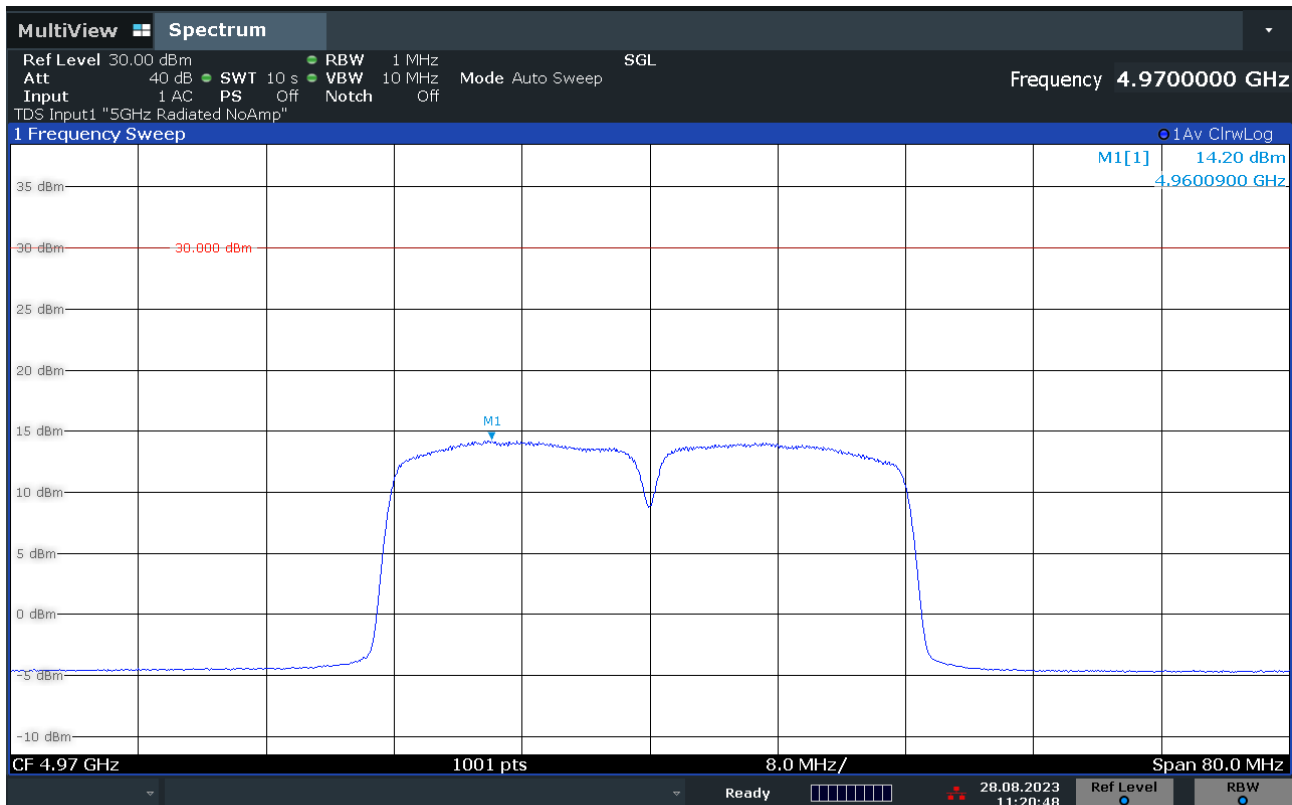 MultiView Spectrum
Ref Level 30.00 dBm RBW 1 MHz SGL
Att 40 dB SWT 10 s VBW 10 MHz Mode Auto Sweep Frequency 4.9700000 GHz
Input 1 AC PS Off Notch Off
TDS Input1 "5GHz Radiated NoAmp"
1 Frequency Sweep 1Av ClrwLog
M1[1] 14.20 dBm
4.9600900 GHz
35 dBm
30 dBm 30.000 dBm
25 dBm
20 dBm
M1
15 dBm
10 dBm
5 dBm
0 dBm
-5 dBm
-10 dBm
CF 4.97 GHz 1001 pts 8.0 MHz/ Span 80.0 MHz
Ready 28.08.2023 Ref Level RBW
11:20:48